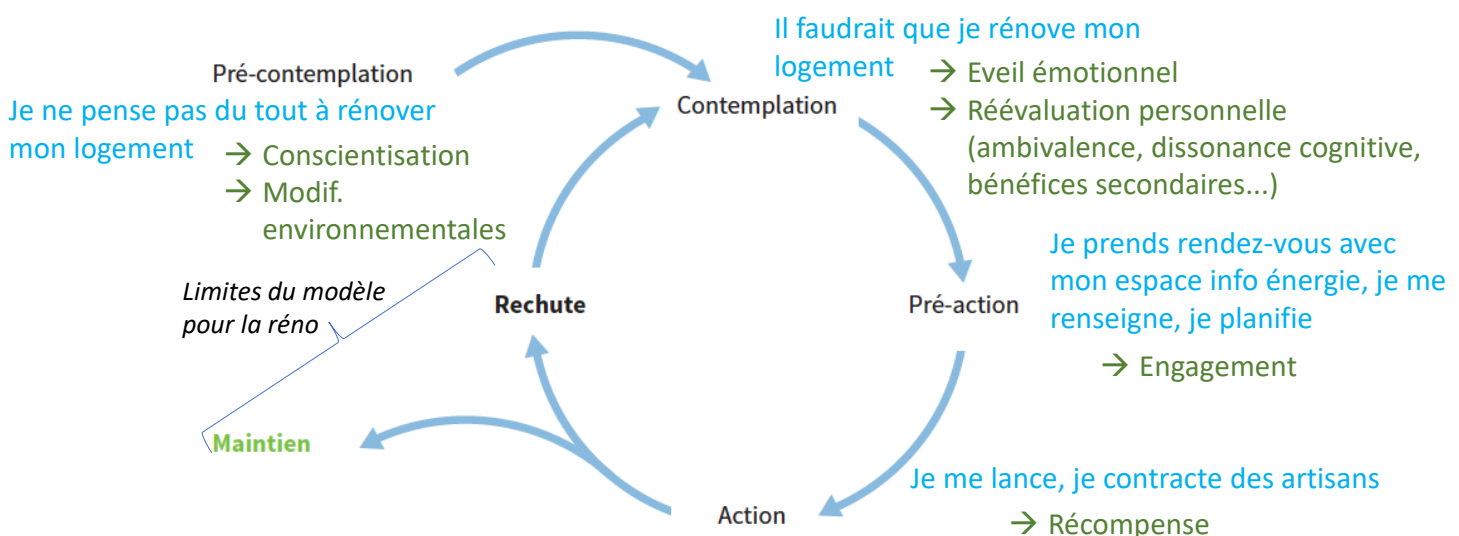 Pré-contemplation
Je ne pense pas du tout à rénover
mon logement
→ Conscientisation
→ Modif.
environnementales
Il faudrait que je rénove mon
logement
→ Eveil émotionnel
Contemplation
→ Réévaluation personnelle
(ambivalence, dissonance cognitive,
bénéfices secondaires...)
Je prends rendez-vous avec
mon espace info énergie, je me
renseigne, je planifie
Pré-action
→ Engagement
Limites du modèle
pour la réno
Rechute
Maintien
Je me lance, je contracte des artisans
Action
→ Récompense